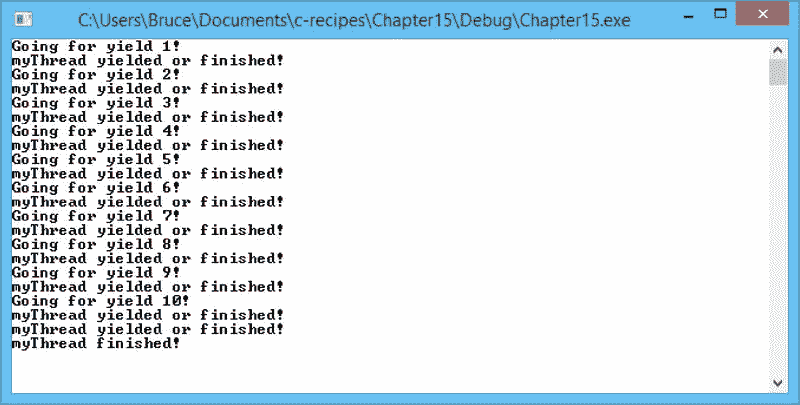 C:\Users\Bruce\Documents\c-recipes\Chapter15\Debug\Chapter15.exe
Going for yield 1!
myThread yielded or finished!
Going for yield 2!
myThread yielded or finished!
Going for yield 3!
myThread yielded or finished!
Going for yield 4!
myThread yielded or finished!
Going for yield 5!
myThread yielded or finished!
Going for yield 6!
myThread yielded or finished!
Going for yield 7!
myThread yielded or finished!
Going for yield 8!
myThread yielded or finished!
Going for yield 9!
myThread yielded or finished!
Going for yield 10!
myThread yielded or finished!
myThread yielded or finished!
myThread finished!